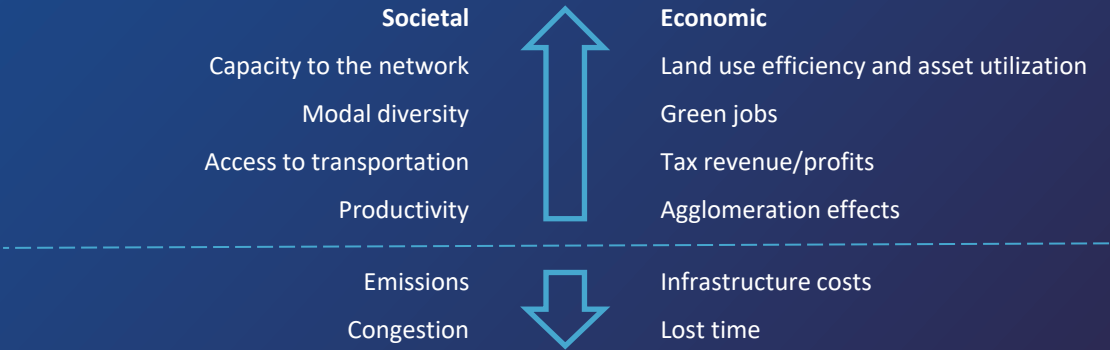 Societal
Capacity to the network
Modal diversity
Access to transportation
Productivity
Emissions
Congestion
Economic
Land use efficiency and asset utilization
Green jobs
Tax revenue/profits
Agglomeration effects
Infrastructure costs
Lost time